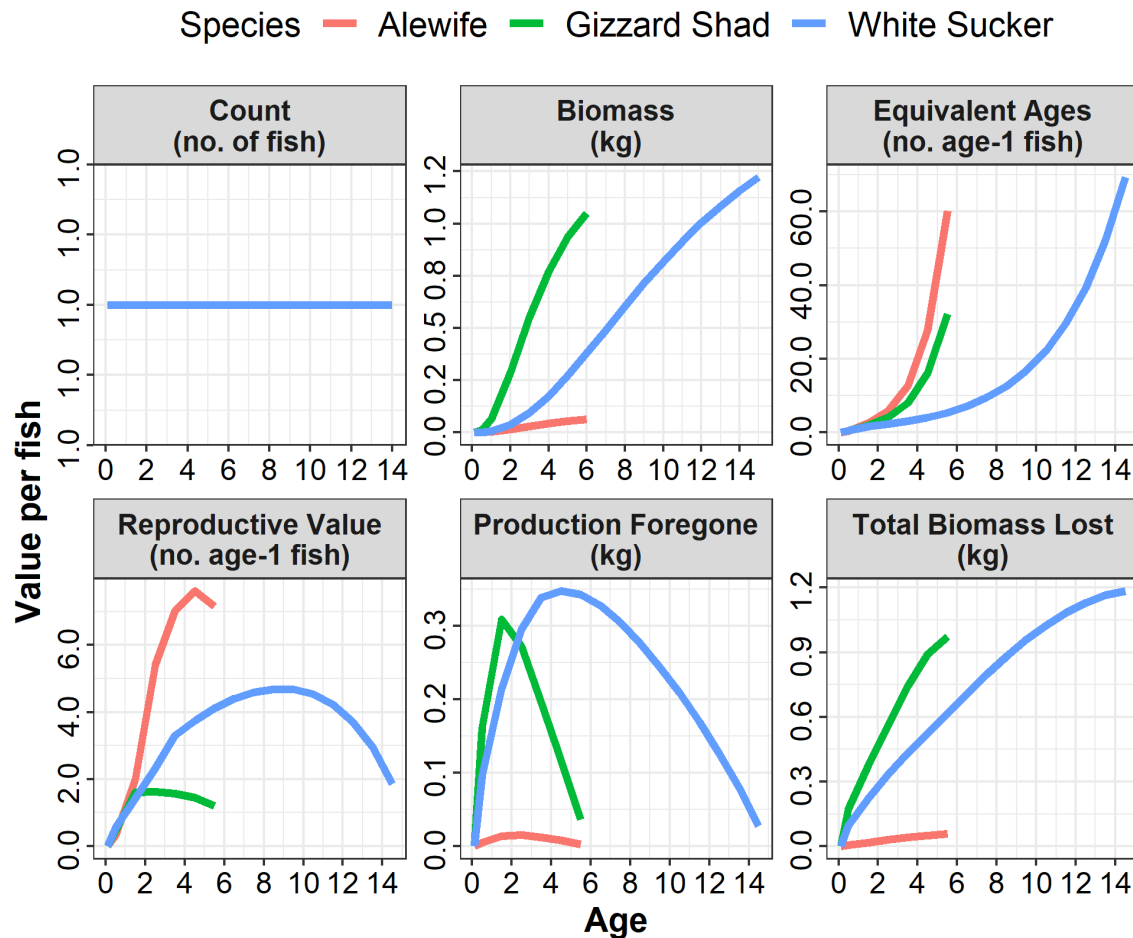 Species Alewife Gizzard Shad White Sucker
Count
(no. of fish)
Biomass
(kg)
Equivalent Ages
(no. age-1 fish)
1.0
1.0
1.0
1.0
1.0
0 2 4 6 8 10 12 14
1.2
1.0
0.8
0.5
0.2
0.0
0 2 4 6 8 10 12 14
60.0
40.0
20.0
0.0
0 2 4 6 8 10 12 14
Value per fish
Reproductive Value
(no. age-1 fish)
Production Foregone
(kg)
Total Biomass Lost
(kg)
6.0
4.0
2.0
0.0
0 2 4 6 8 10 12 14
0.3
0.2
0.1
0.0
0 2 4 6 8 10 12 14
1.2
0.9
0.6
0.3
0.0
0 2 4 6 8 10 12 14
Age